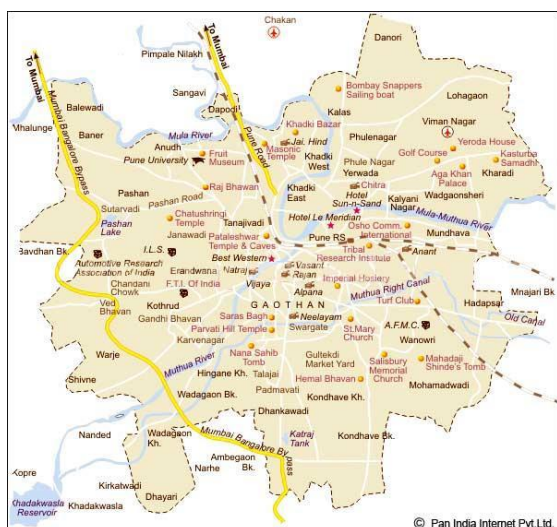 Chakan
Danori
To Mumbai
To Mumbai
Pimple Nilakh
Sangavi
Dapodi
Bombay Snappers
Sailing boat
Lohagaon
Kalas
Balewadi
Mhalunge
Baner
Mumbai Bangalore Bypass
Pune Road
Mula River
Khadki Bazar
Viman Nagar
Phulenagar
Anudh
Jai. Hind
Masonic
Temple
Khadki
West
Yeroda House
Golf Course
Pune University
Fruit
Museum
Phule Nagar
Yerwada
Kasturba
Samadhi
Kharadi
Aga Khan
Palace
Pashan
Raj Bhawan
Khadki
East
Chitra
Hotel
Sun-n-Sand
Kalyani
Nagar
Wadgaonsheri
Sutarvadi
Pashan Road
Pashan
Lake
Chatushringi
Temple
Tanajivadi
Hotel Le Meridian
Mula-Muthua River
Janawadi
Pataleshwar
Temple & Caves
Pune RS
Osho Comm.
International
Mundhava
Bavdhan Bk.
I.L.S.
Best Western
Tribal
Research Institute
Anant
Automotive Research
Association of India
Erandwana
Natraj
Vasant
Rajan
Chandani
Chowk
F.T.I. Of India
Vijaya
Imperial Hostery
Muthua Right Canal
Mnajari Bk
Ved
Bhavan
Kothrud
Alpana
Turf Club
Hadapsar
GAOTHAN
Gandhi Bhavan
Saras Bagh
Neelayam
Old Canal
Swargate
St.Mary
Church
A.F.M.C.
Parvati Hill Temple
Karvenagar
Wanowri
Warje
Muthua River
Nana Sahib
Tomb
Gultekdi
Market Yard
Salisbury
Memorial
Church
Mahadaji
Shinde's Tomb
Hingane Kh.
Talajai
Shivne
Hemal Bhavan
Mohamadwadi
Wadagaon Bk.
Padmavati
Kondhave Kh.
Dhankawadi
Mumbai Bangalore By pass
Nanded
Wadagaon
Kh.
Katraj
Tank
Kondhave Bk.
Ambegaon
Bk.
Narhe
Kopre
Kirkatwadi
Dhayari
Khadakwasla
Reservoir
Khadakwasla
© Pan India Internet Pvt.Ltd